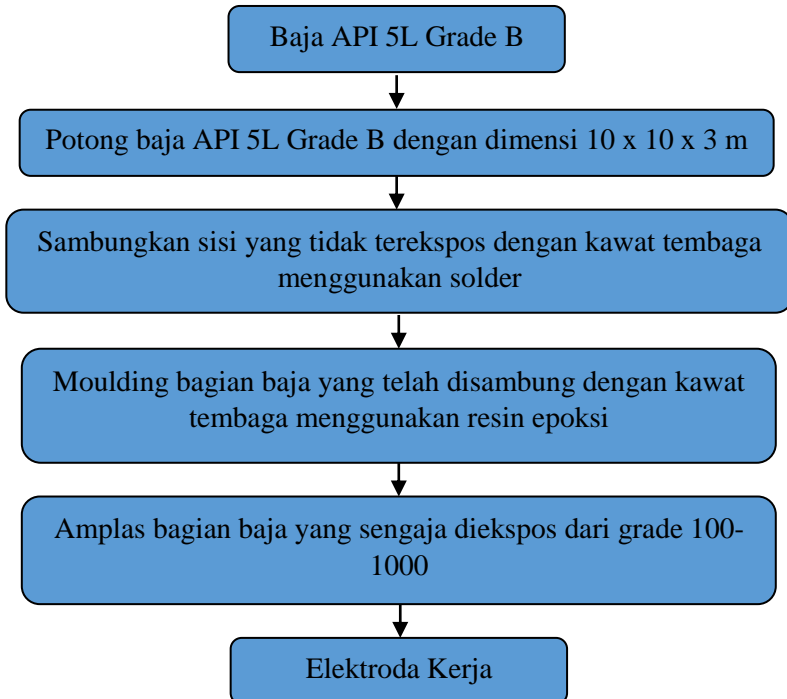 Baja API 5L Grade B
Potong baja API 5L Grade B dengan dimensi 10 x 10 x 3 m
Sambungkan sisi yang tidak terekspos dengan kawat tembaga
menggunakan solder
Moulding bagian baja yang telah disambung dengan kawat
tembaga menggunakan resin epoksi
Amplas bagian baja yang sengaja diekspos dari grade 100-
1000
Elektroda Kerja